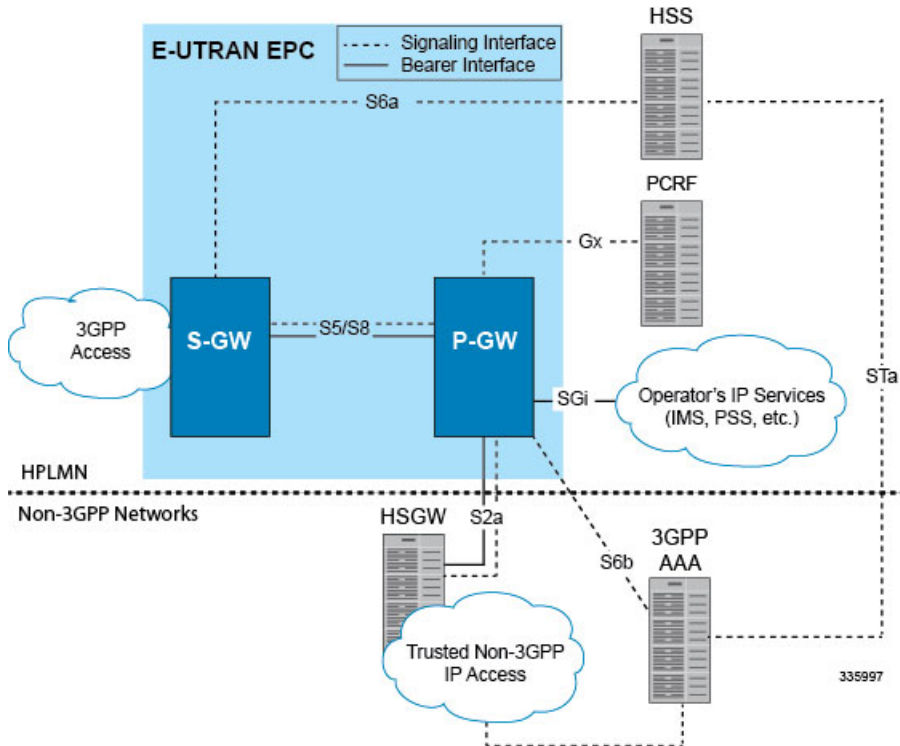 HSS
E-UTRAN EPC
Signaling Interface
Bearer Interface
S6a
PCRF
Gx
3GPP
Access
S-GW
S5/S8
P-GW
SGi
Operator's IP Services
(IMS, PSS, etc.)
STa
HPLMN
Non-3GPP Networks
HSGW
S2a
S6b
3GPP
AAA
Trusted Non-3GPP
IP Access
335997